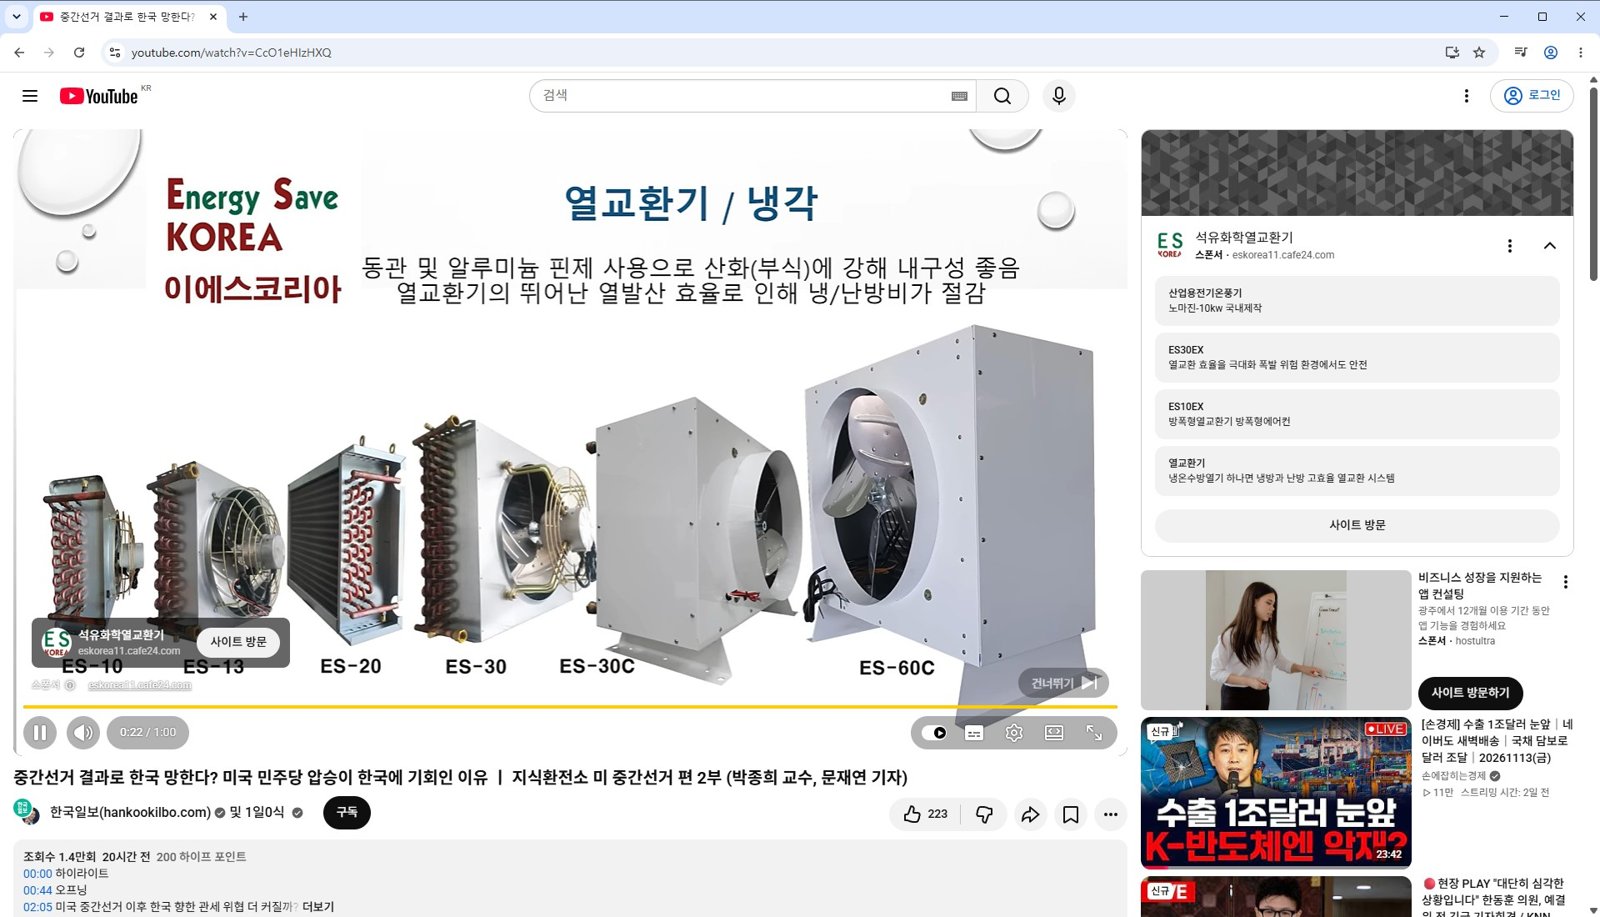 중간선거 결과로 한국 망한다?
youtube.com/watch?v=CcO1eHIzHXQ
YouTube KR
검색
로그인
Energy Save
KOREA
이에스코리아
열교환기 / 냉각
동관 및 알루미늄 핀제 사용으로 산화(부식)에 강해 내구성 좋음
열교환기의 뛰어난 열발산 효율로 인해 냉/난방비가 절감
ES KOREA
석유화학열교환기
eskorea11.cafe24.com
사이트 방문
ES-10
ES-13
ES-20
ES-30
ES-30C
ES-60C
스폰서
eskorea11.cafe24.com
건너뛰기
0:22 / 1:00
중간선거 결과로 한국 망한다? 미국 민주당 압승이 한국에 기회인 이유 ㅣ 지식환전소 미 중간선거 편 2부 (박종희 교수, 문재연 기자)
한국일보(hankookilbo.com) 및 1일0식
구독
223
조회수 1.4만회 20시간 전 200 하이프 포인트
00:00 하이라이트
00:44 오프닝
02:05 미국 중간선거 이후 한국 향한 관세 위협 더 커질까? 더보기
ES KOREA
석유화학열교환기
스폰서 · eskorea11.cafe24.com
산업용전기온풍기
노마진-10kw 국내제작
ES30EX
열교환 효율을 극대화 폭발 위험 환경에서도 안전
ES10EX
방폭형열교환기 방폭형에어컨
열교환기
냉온수방열기 하나면 냉방과 난방 고효율 열교환 시스템
사이트 방문
비즈니스 성장을 지원하는
앱 컨설팅
광주에서 12개월 이용 기간 동안
앱 기능을 경험하세요
스폰서 · hostultra
사이트 방문하기
신규
LIVE
수출 1조달러 눈앞
K-반도체엔 악재?
23:42
[손경제] 수출 1조달러 눈앞｜네
이버도 새벽배송｜국채 담보로
달러 조달｜20261113(금)
손에잡히는경제
11만 스트리밍 시간: 2일 전
신규
현장 PLAY "대단히 심각한
상황입니다" 한동훈 의원, 예결
위 전 긴급 기자회견 / KNN